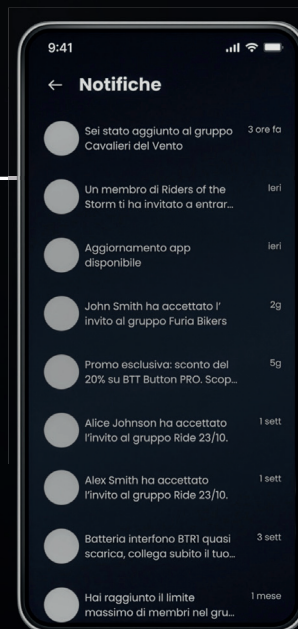 9:41
Notifiche
Sei stato aggiunto al gruppo 3 ore fa
Cavalieri del Vento
Un membro di Riders of the Ieri
Storm ti ha invitato a entrar...
Aggiornamento app ieri
disponibile
John Smith ha accettato l' 2g
invito al gruppo Furia Bikers
Promo esclusiva: sconto del 5g
20% su BTT Button PRO. Scop...
Alice Johnson ha accettato 1 sett
l'invito al gruppo Ride 23/10.
Alex Smith ha accettato 1 sett
l'invito al gruppo Ride 23/10.
Batteria interfono BTR1 quasi 3 sett
scarica, collega subito il tuo...
Hai raggiunto il limite 1 mese
massimo di membri nel gru...